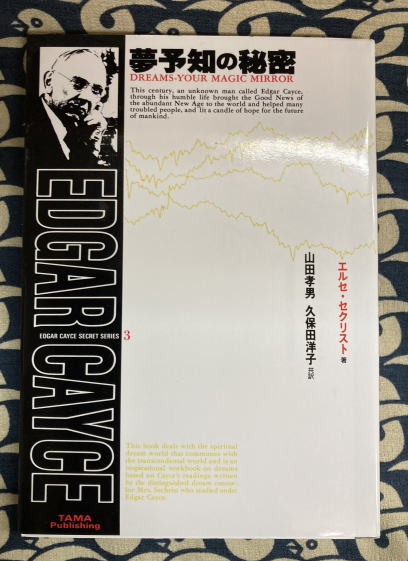 夢予知の秘密
DREAMS-YOUR MAGIC MIRROR
This century, an unknown man called Edgar Cayce,
through his humble life brought the Good News of
the abundant New Age to the world and helped many
troubled people, and lit a candle of hope for the future
of mankind.
EDGAR CAYCE
EDGAR CAYCE SECRET SERIES 3
エルセ・セクリスト 著
山田孝男 久保田洋子 共訳
This book deals with the spiritual
dream world that communes with
the transcendental world and is an
inspirational workbook on dreams
based on Cayce's readings written
by the distinguished dream counse-
lor Mrs. Sechrist who studied under
Edgar Cayce.
TAMA
Publishing